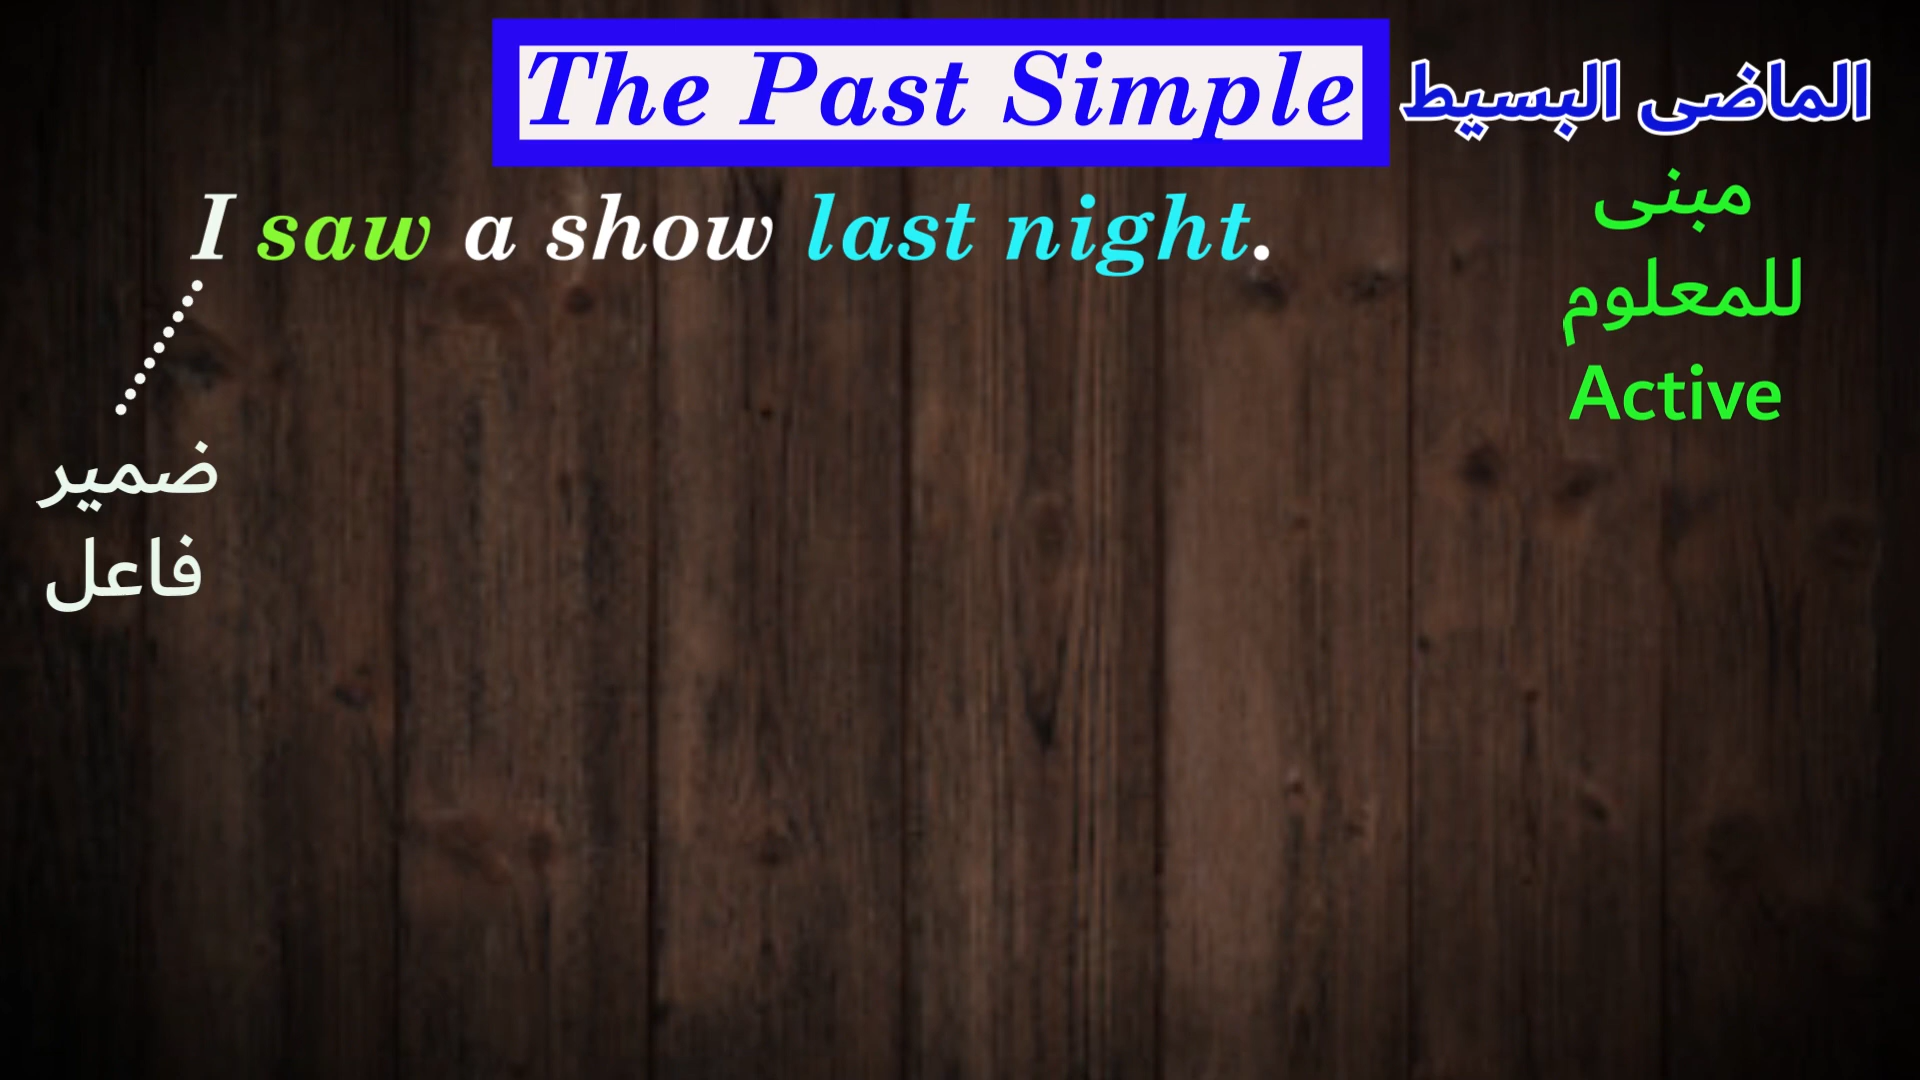 The Past Simple
الماضى البسيط
I saw a show last night.
مبنى
للمعلوم
Active
ضمير
فاعل